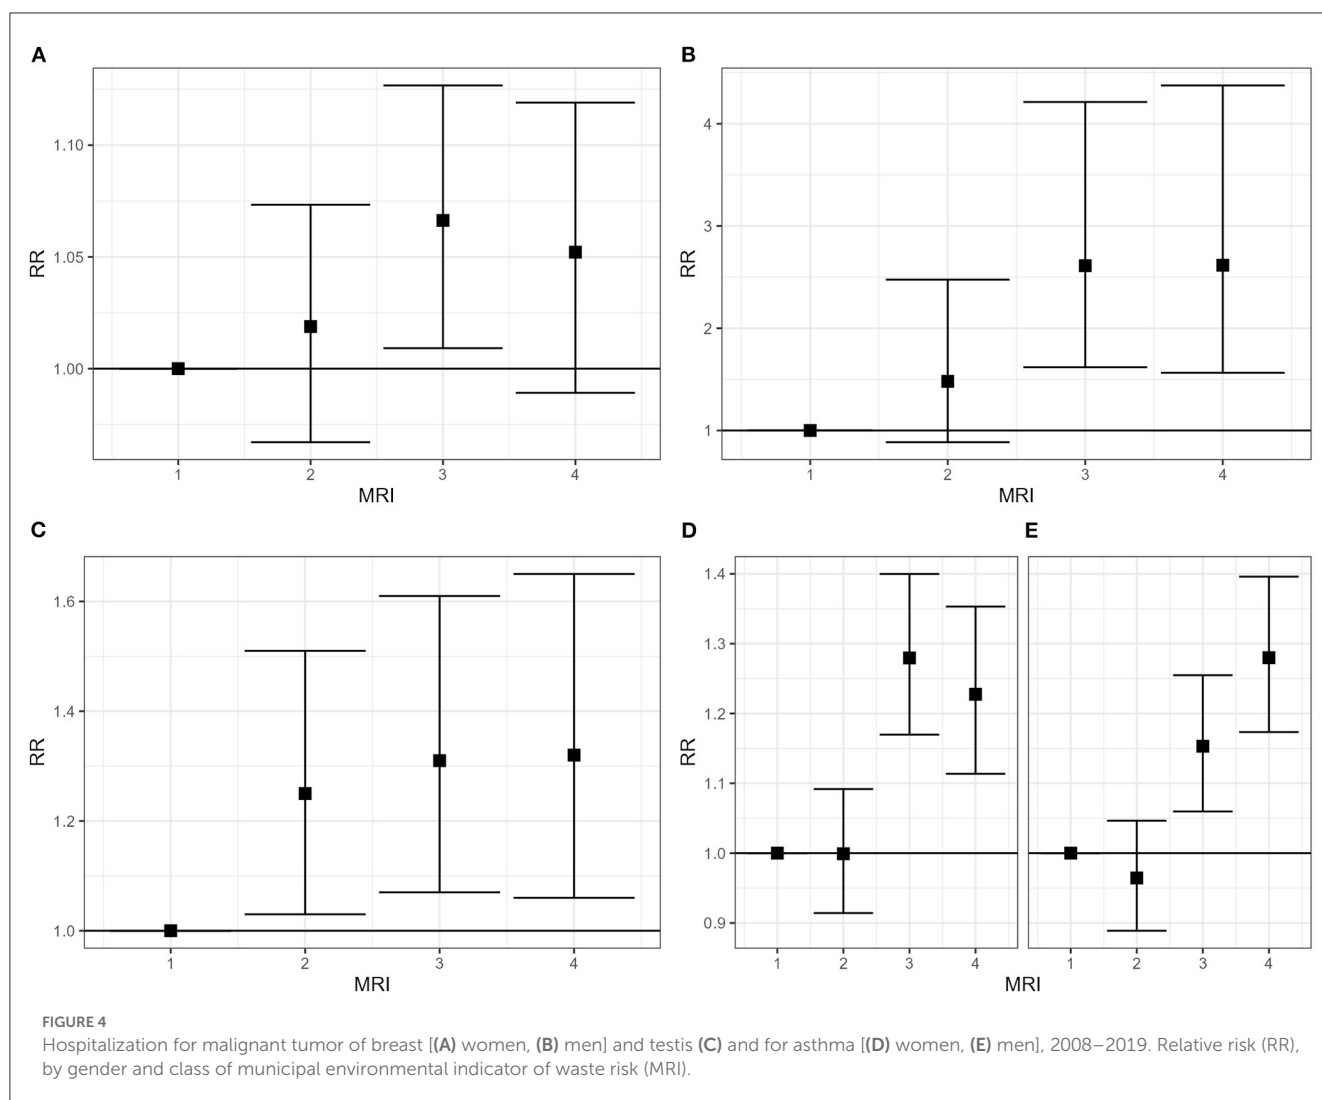 A
1.10
1.05
1.00
RR
1 2 3 4
MRI
B
4
3
2
1
RR
1 2 3 4
MRI
C
1.6
1.4
1.2
1.0
RR
1 2 3 4
MRI
D E
1.4
1.3
1.2
1.1
1.0
0.9
RR
1 2 3 4 1 2 3 4
MRI
FIGURE 4
Hospitalization for malignant tumor of breast [(A) women, (B) men] and testis (C) and for asthma [(D) women, (E) men], 2008–2019. Relative risk (RR),
by gender and class of municipal environmental indicator of waste risk (MRI).